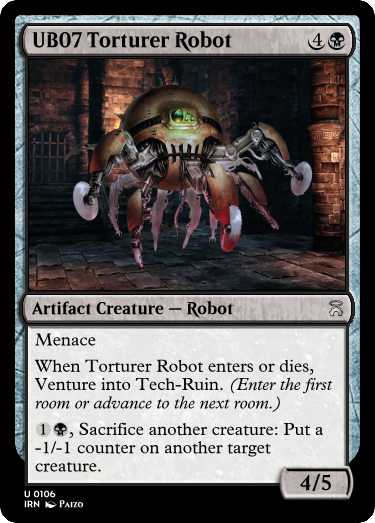 UB07 Torturer Robot 4
Artifact Creature — Robot
Menace
When Torturer Robot enters or dies,
Venture into Tech-Ruin. (Enter the first
room or advance to the next room.)
1 , Sacrifice another creature: Put a
-1/-1 counter on another target
creature.
4/5
U 0106
IRN Paizo